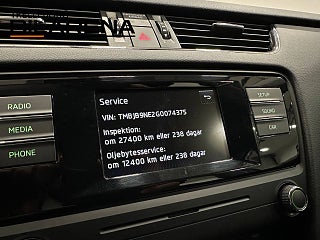 Service
VIN: TMBJB9NE2G0074375
Inspektion:
om 27400 km eller 238 dagar
Oljebytesservice:
om 12400 km eller 238 dagar
RADIO
MEDIA
PHONE
SETUP
SOUND
CAR